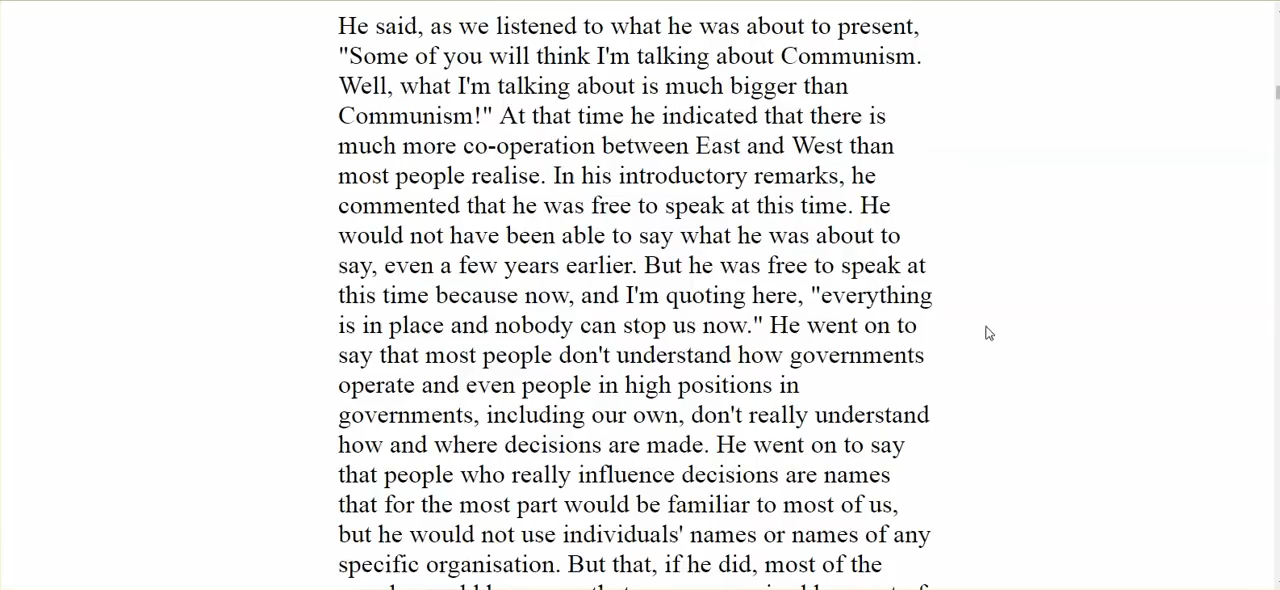 He said, as we listened to what he was about to present,
"Some of you will think I'm talking about Communism.
Well, what I'm talking about is much bigger than
Communism!" At that time he indicated that there is
much more co-operation between East and West than
most people realise. In his introductory remarks, he
commented that he was free to speak at this time. He
would not have been able to say what he was about to
say, even a few years earlier. But he was free to speak at
this time because now, and I'm quoting here, "everything
is in place and nobody can stop us now." He went on to
say that most people don't understand how governments
operate and even people in high positions in
governments, including our own, don't really understand
how and where decisions are made. He went on to say
that people who really influence decisions are names
that for the most part would be familiar to most of us,
but he would not use individuals' names or names of any
specific organisation. But that, if he did, most of the